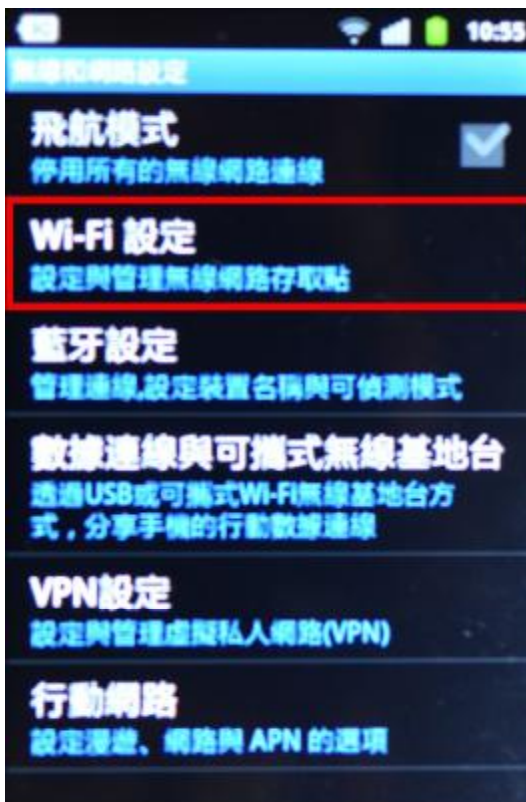 10:55
無線和網路設定
飛航模式
停用所有的無線網路連線
Wi-Fi 設定
設定與管理無線網路存取點
藍牙設定
管理連線,設定裝置名稱與可偵測模式
數據連線與可攜式無線基地台
透過USB或可攜式Wi-Fi無線基地台方
式，分享手機的行動數據連線
VPN設定
設定與管理虛擬私人網路(VPN)
行動網路
設定漫遊、網路與 APN 的選項